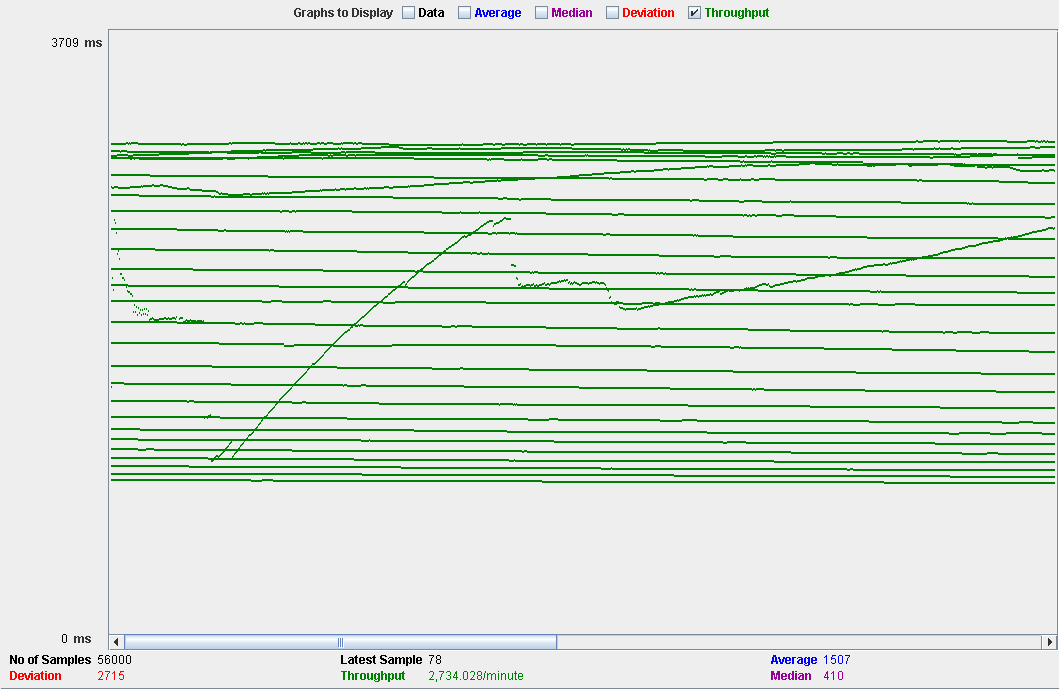 Graphs to Display Data Average Median Deviation Throughput
3709 ms
0 ms
No of Samples 56000 Latest Sample 78 Average 1507
Deviation 2715 Throughput 2,734.028/minute Median 410